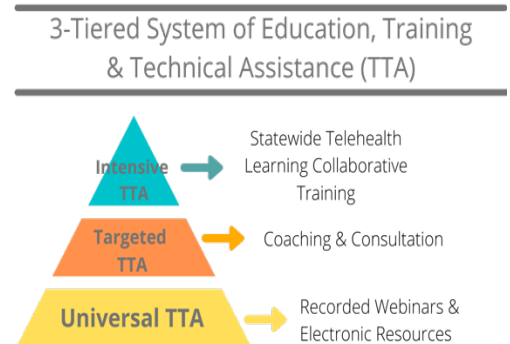 3-Tiered System of Education, Training
& Technical Assistance (TTA)
Intensive
TTA
Statewide Telehealth
Learning Collaborative
Training
Targeted
TTA
Coaching & Consultation
Universal TTA
Recorded Webinars &
Electronic Resources